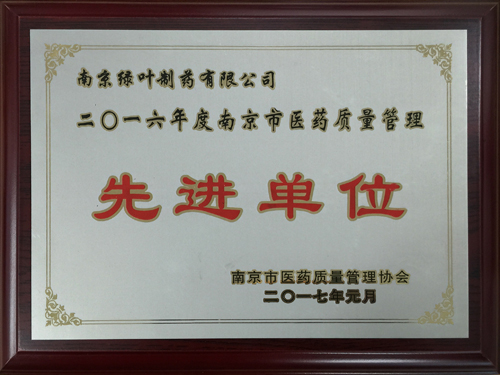 南京绿叶制药有限公司
二〇一六年度南京市医药质量管理
先进单位
南京市医药质量管理协会
二〇一七年元月